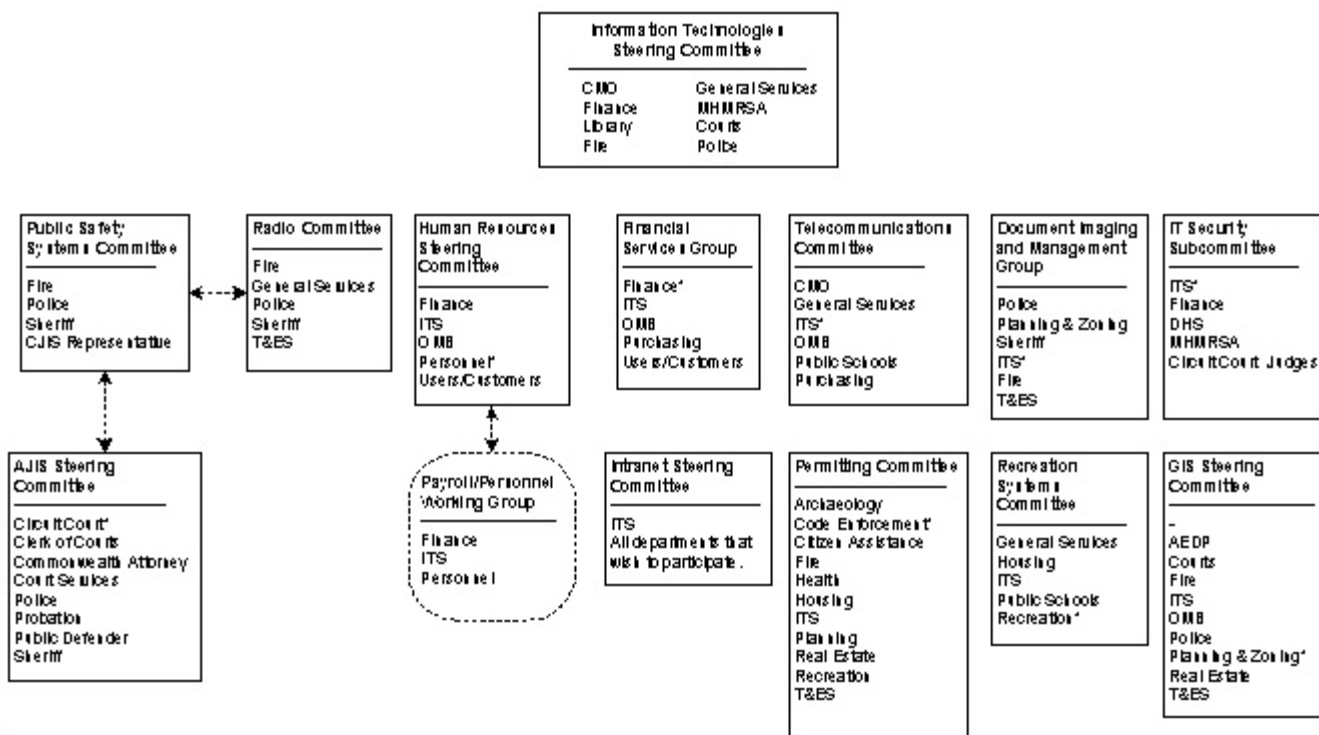 Information Technologies
Steering Committee
CMO
Finance
Library
Fire
General Services
MHMRSA
Courts
Police
Public Safety
Systems Committee
Fire
Police
Sheriff
CJIS Representative
Radio Committee
Fire
General Services
Police
Sheriff
T&ES
Human Resources
Steering
Committee
Finance
ITS
OMB
Personnel*
Users/Customers
Financial
Services Group
Finance*
ITS
OMB
Purchasing
Users/Customers
Telecommunications
Committee
CMO
General Services
ITS*
OMB
Public Schools
Purchasing
Document Imaging
and Management
Group
Police
Planning & Zoning
Sheriff
ITS*
Fire
T&ES
IT Security
Subcommittee
ITS*
Finance
DHS
MHMRSA
Circuit Court Judges
AJIS Steering
Committee
Circuit Court*
Clerk of Courts
Commonwealth Attorney
Court Services
Police
Probation
Public Defender
Sheriff
Payroll/Personnel
Working Group
Finance
ITS
Personnel
Intranet Steering
Committee
ITS
All departments that
wish to participate.
Permitting Committee
Archaeology
Code Enforcement*
Citizen Assistance
Fire
Health
Housing
ITS
Planning
Real Estate
Recreation
T&ES
Recreation
Systems
Committee
General Services
Housing
ITS
Public Schools
Recreation*
GIS Steering
Committee
-
AEDP
Courts
Fire
ITS
OMB
Police
Planning & Zoning*
Real Estate
T&ES